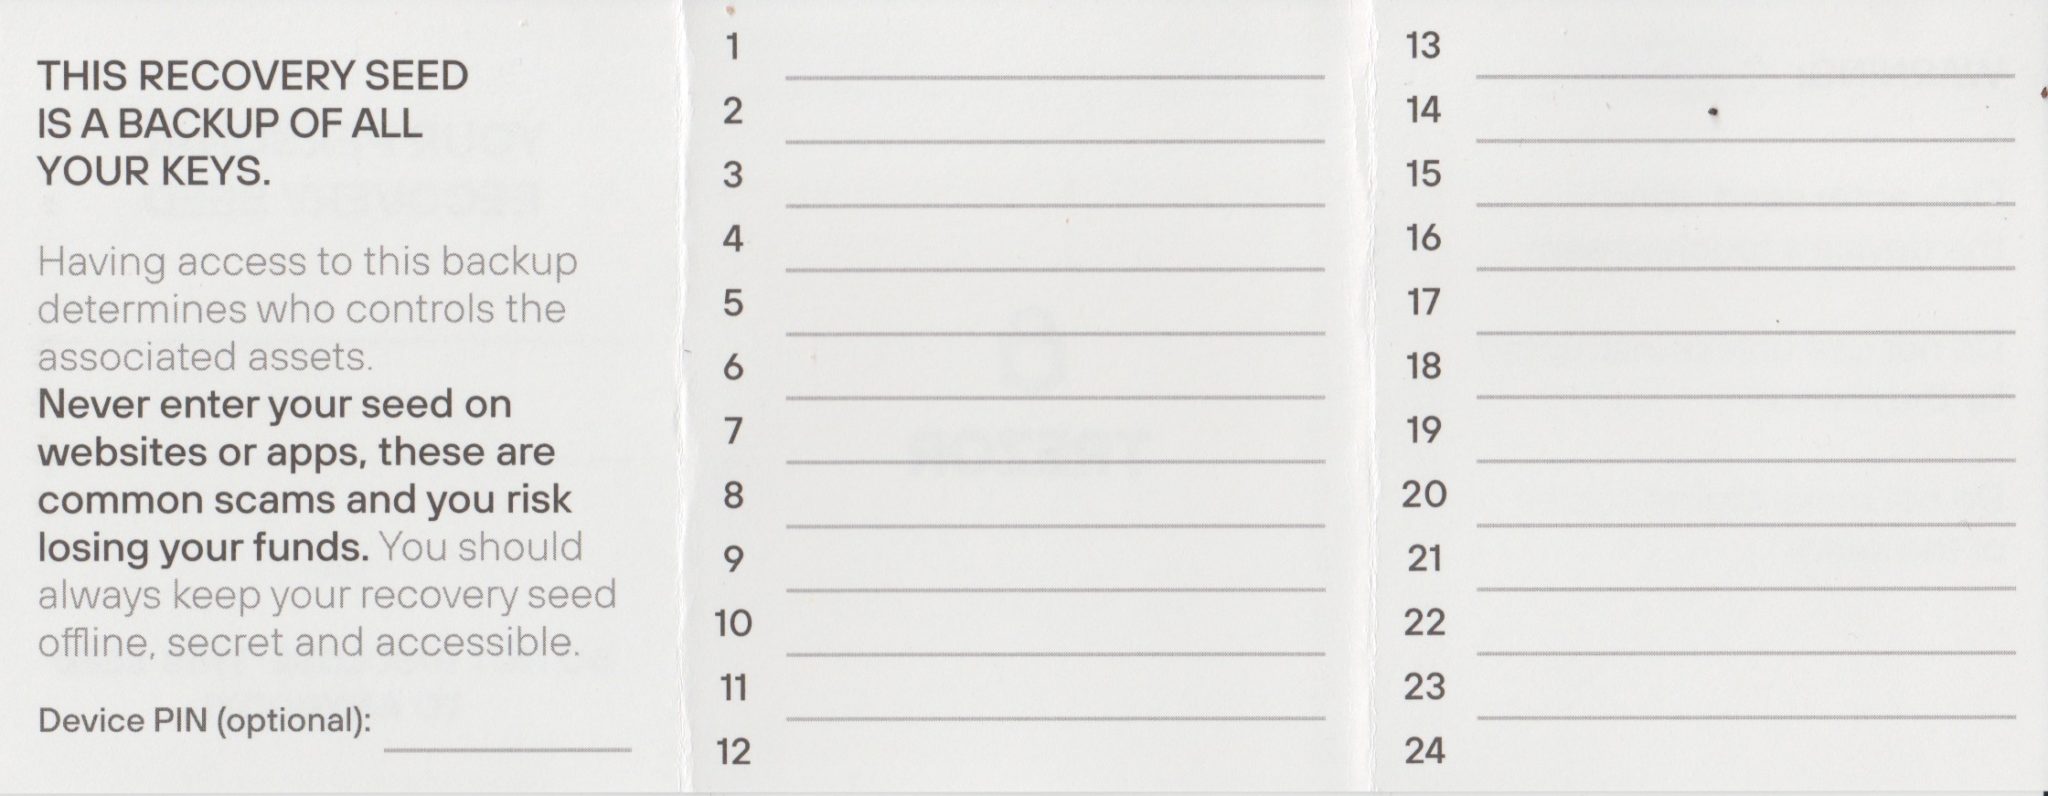 THIS RECOVERY SEED
IS A BACKUP OF ALL
YOUR KEYS.
Having access to this backup
determines who controls the
associated assets.
Never enter your seed on
websites or apps, these are
common scams and you risk
losing your funds. You should
always keep your recovery seed
offline, secret and accessible.
Device PIN (optional):
1
2
3
4
5
6
7
8
9
10
11
12
13
14
15
16
17
18
19
20
21
22
23
24